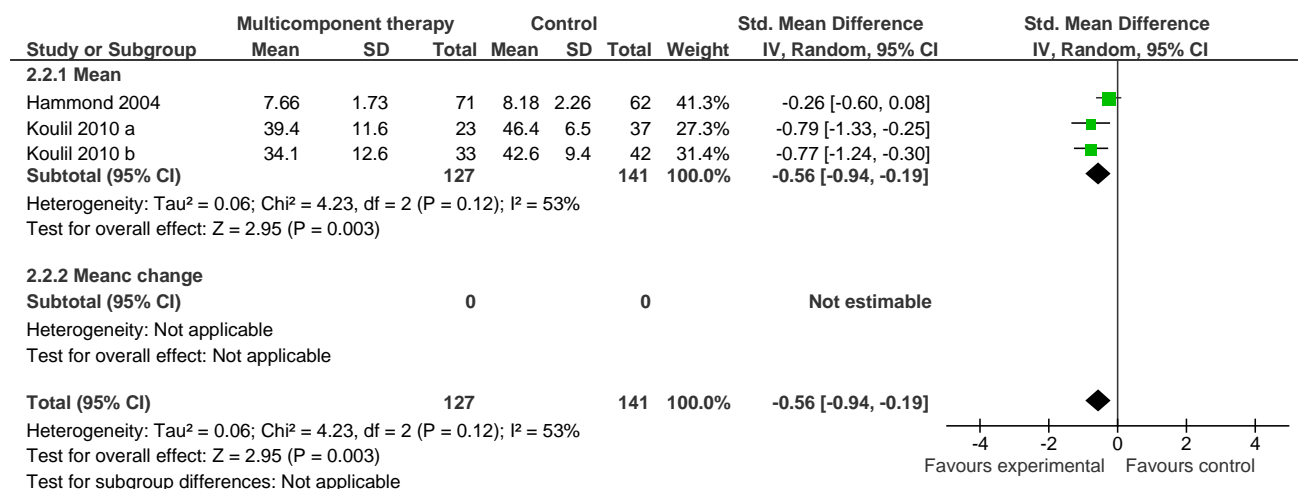 Multicomponent therapy Control Std. Mean Difference Std. Mean Difference
Study or Subgroup Mean SD Total Mean SD Total Weight IV, Random, 95% CI IV, Random, 95% CI
2.2.1 Mean
Hammond 2004 7.66 1.73 71 8.18 2.26 62 41.3% -0.26 [-0.60, 0.08]
Koulil 2010 a 39.4 11.6 23 46.4 6.5 37 27.3% -0.79 [-1.33, -0.25]
Koulil 2010 b 34.1 12.6 33 42.6 9.4 42 31.4% -0.77 [-1.24, -0.30]
Subtotal (95% CI) 127 141 100.0% -0.56 [-0.94, -0.19]
Heterogeneity: Tau² = 0.06; Chi² = 4.23, df = 2 (P = 0.12); I² = 53%
Test for overall effect: Z = 2.95 (P = 0.003)
2.2.2 Meanc change
Subtotal (95% CI) 0 0 Not estimable
Heterogeneity: Not applicable
Test for overall effect: Not applicable
Total (95% CI) 127 141 100.0% -0.56 [-0.94, -0.19]
Heterogeneity: Tau² = 0.06; Chi² = 4.23, df = 2 (P = 0.12); I² = 53%
Test for overall effect: Z = 2.95 (P = 0.003)
Test for subgroup differences: Not applicable
-4 -2 0 2 4
Favours experimental Favours control